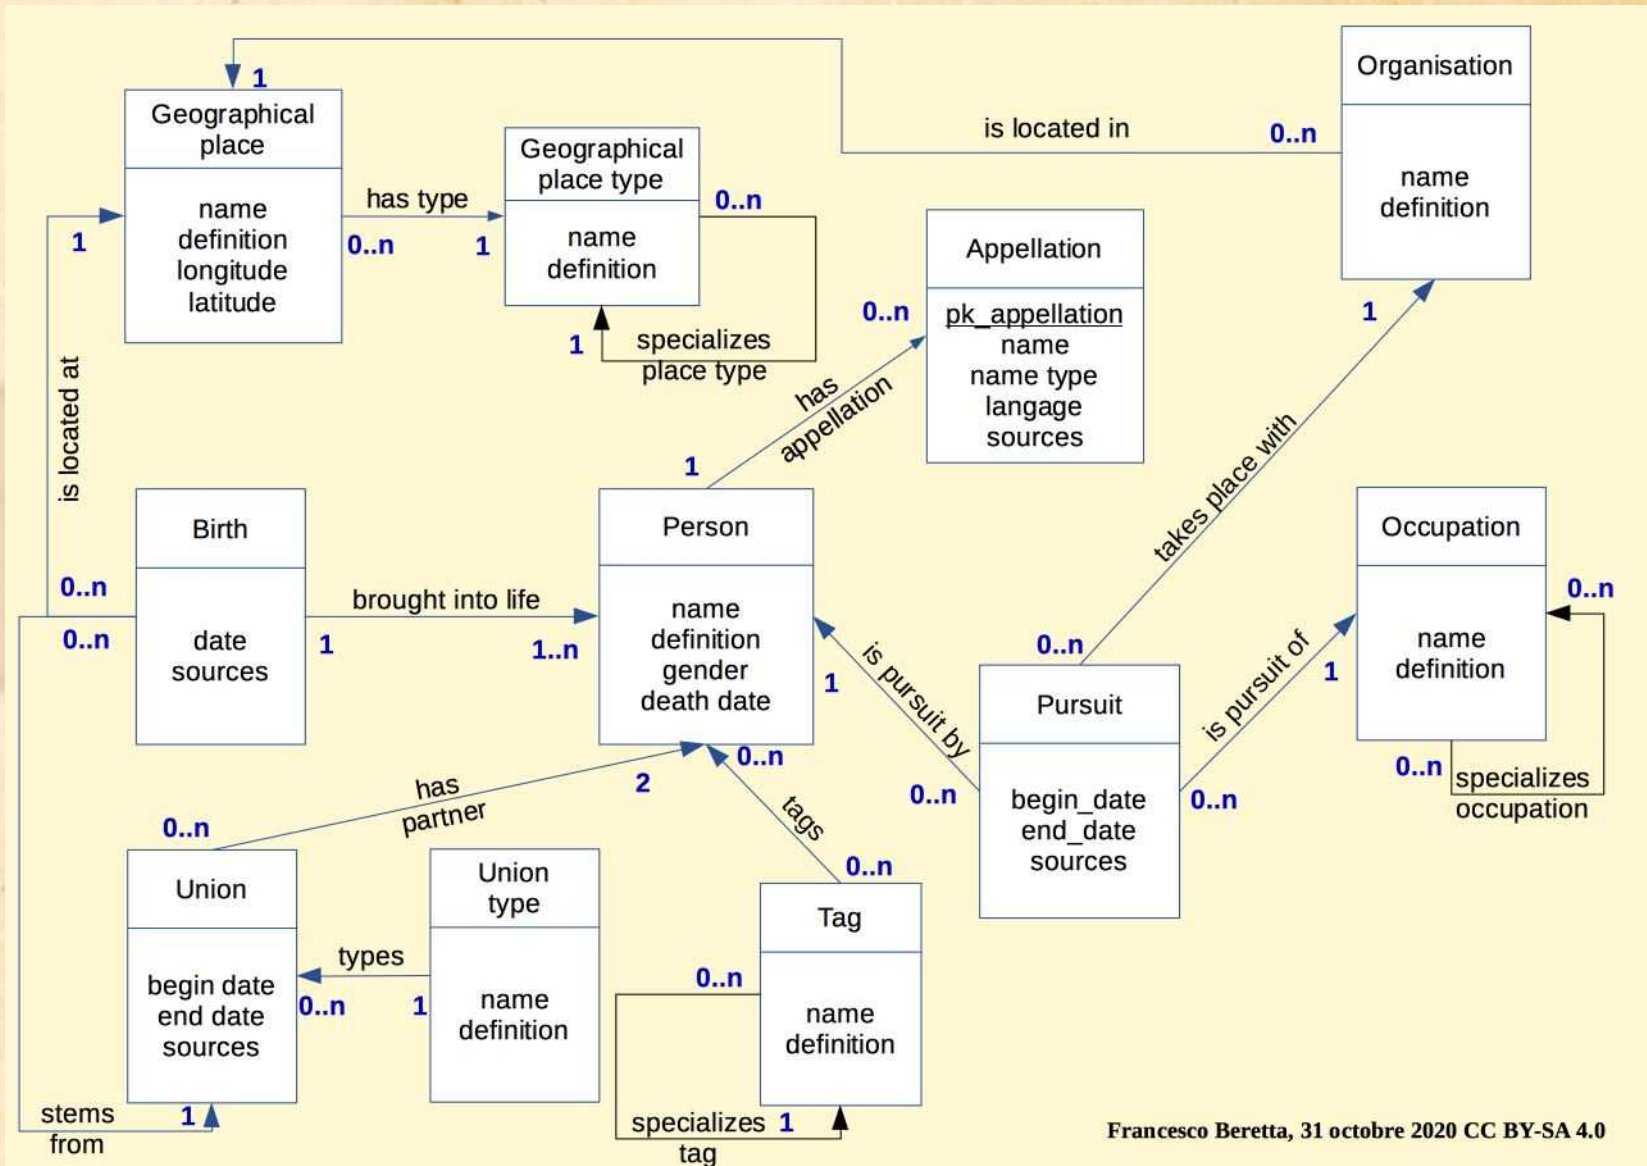 Organisation
name
definition
is located in
0..n
1
Geographical
place
name
definition
longitude
latitude
has type
0..n
1
Geographical
place type
name
definition
0..n
1
specializes
place type
Appellation
pk_appellation
name
name type
langage
sources
0..n
has
appellation
1
1
is located at
0..n
0..n
Birth
date
sources
brought into life
1
1..n
Person
name
definition
gender
death date
1
takes place with
0..n
Occupation
name
definition
0..n
0..n
specializes
occupation
is pursuit by
1
0..n
Pursuit
begin_date
end_date
sources
is pursuit of
1
0..n
has
partner
2
0..n
0..n
tags
0..n
Union
begin date
end date
sources
Union
type
name
definition
types
0..n
1
Tag
name
definition
0..n
specializes
tag
1
stems
from
1
Francesco Beretta, 31 octobre 2020 CC BY-SA 4.0